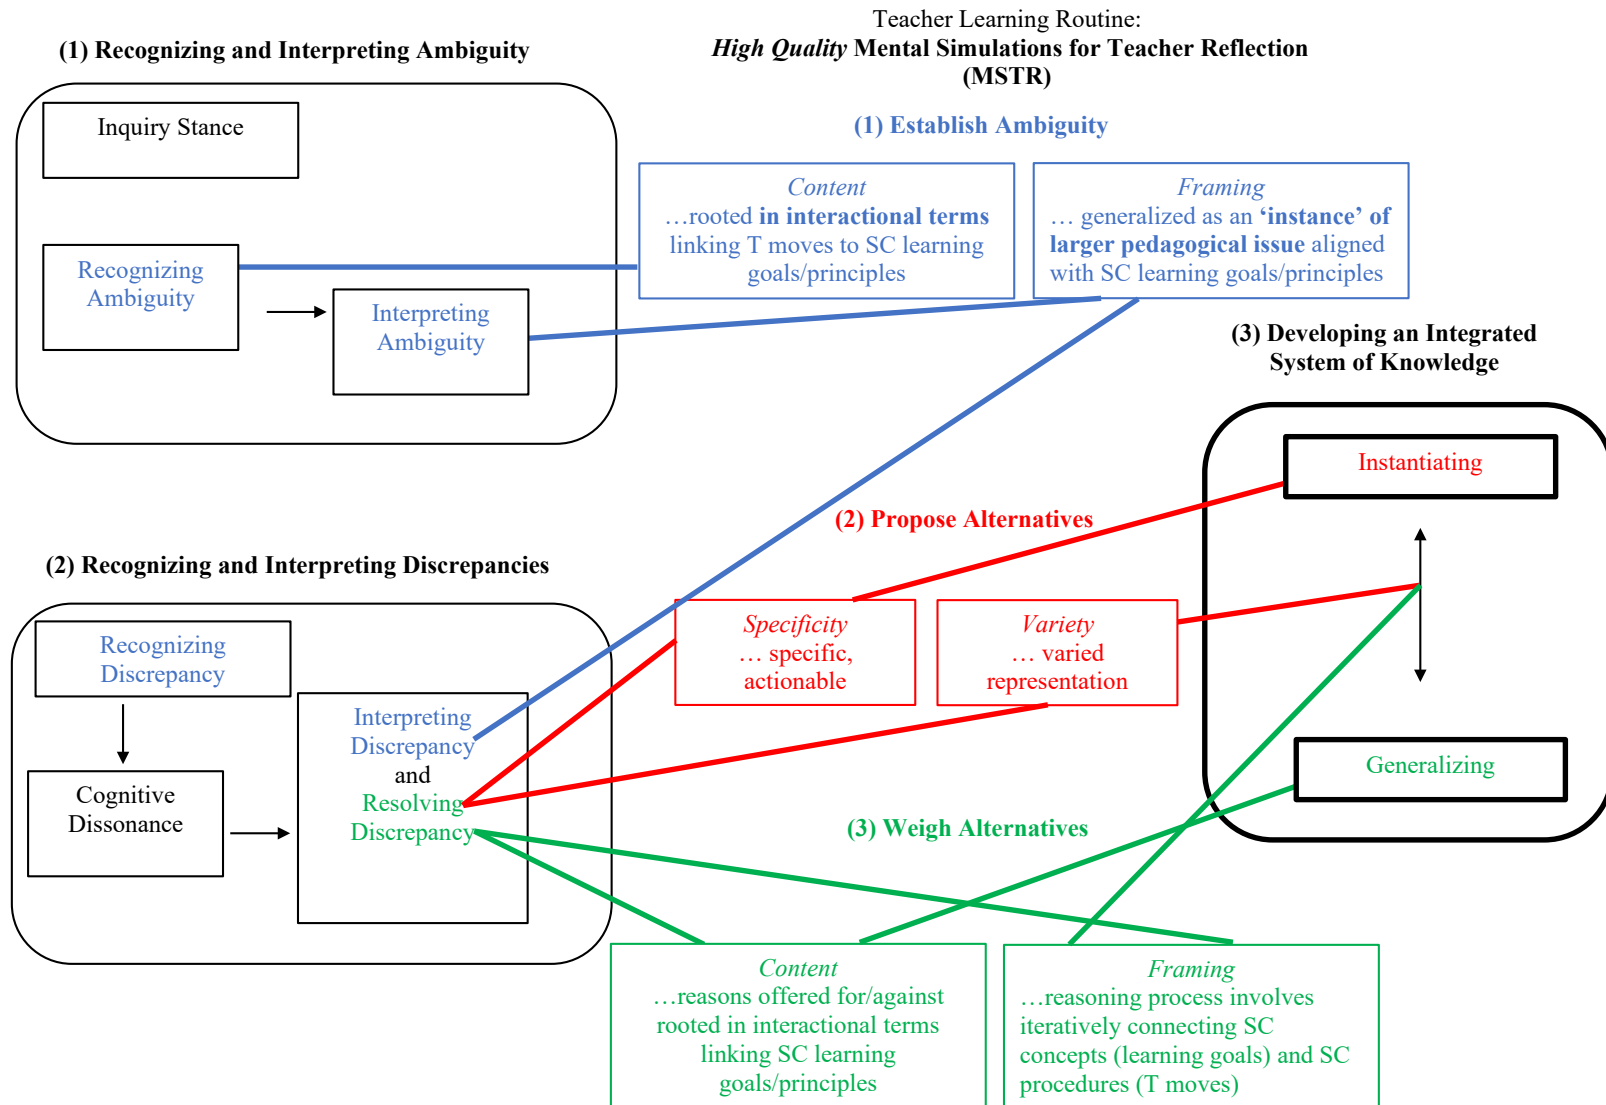 Teacher Learning Routine:
High Quality Mental Simulations for Teacher Reflection
(MSTR)
(1) Recognizing and Interpreting Ambiguity
Inquiry Stance
Recognizing
Ambiguity
Interpreting
Ambiguity
(1) Establish Ambiguity
Content
…rooted in interactional terms
linking T moves to SC learning
goals/principles
Framing
… generalized as an ‘instance’ of
larger pedagogical issue aligned
with SC learning goals/principles
(3) Developing an Integrated
System of Knowledge
Instantiating
Generalizing
(2) Propose Alternatives
Specificity
… specific,
actionable
Variety
… varied
representation
(2) Recognizing and Interpreting Discrepancies
Recognizing
Discrepancy
Cognitive
Dissonance
Interpreting
Discrepancy
and
Resolving
Discrepancy
(3) Weigh Alternatives
Content
…reasons offered for/against
rooted in interactional terms
linking SC learning
goals/principles
Framing
…reasoning process involves
iteratively connecting SC
concepts (learning goals) and SC
procedures (T moves)